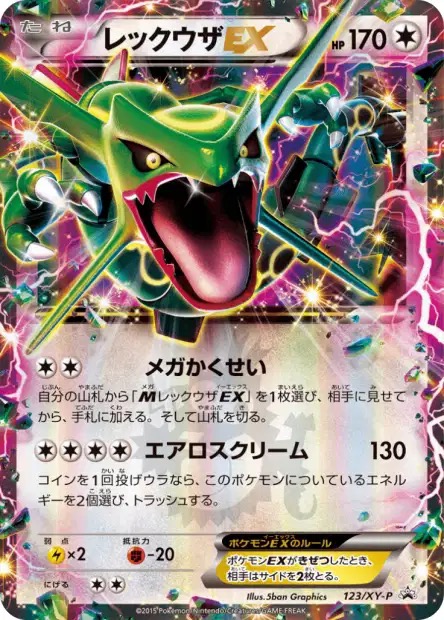 たね レックウザEX HP170
メガかくせい
自分の山札から「MレックウザEX」を1枚選び、相手に見せて
から、手札に加える。そして山札を切る。
エアロスクリーム 130
コインを1回投げウラなら、このポケモンについているエネル
ギーを2個選び、トラッシュする。
弱点 抵抗力
×2 -20
にげる
ポケモンEXのルール
ポケモンEXがきぜつしたとき、
相手はサイドを2枚とる。
Illus.5ban Graphics 123/XY-P
©2015 Pokémon/Nintendo/Creatures/GAME FREAK